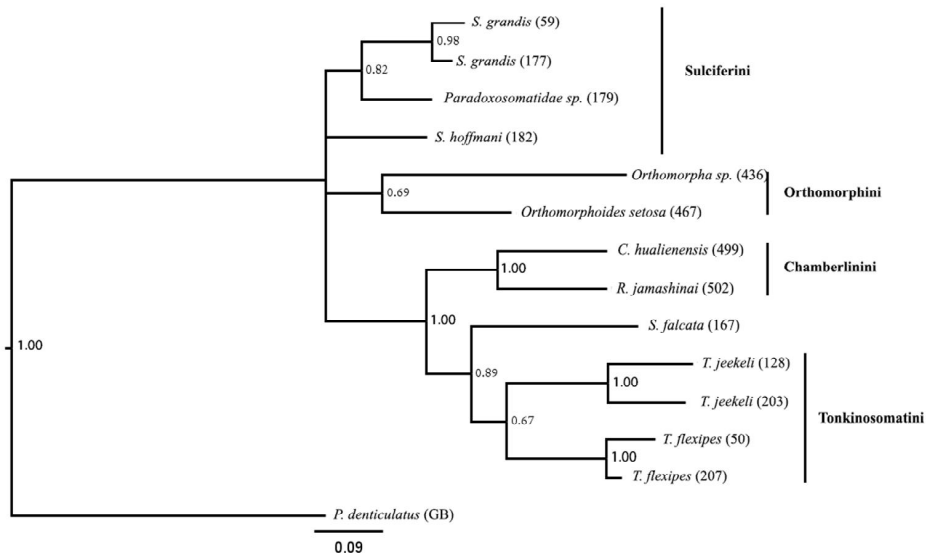 S. grandis (59)
0.98
S. grandis (177)
Sulciferini
0.82
Paradoxosomatidae sp. (179)
S. hoffmani (182)
Orthomorpha sp. (436)
0.69
Orthomorphini
Orthomorphoides setosa (467)
C. hualienensis (499)
1.00
Chamberlinini
R. jamashinai (502)
1.00
S. falcata (167)
1.00
T. jeekeli (128)
0.89
1.00
T. jeekeli (203)
0.67
Tonkinosomatini
T. flexipes (50)
1.00
T. flexipes (207)
P. denticulatus (GB)
0.09